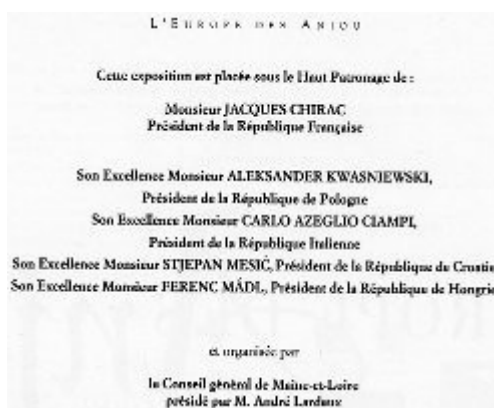 L'EUROPE DES ANJOU
Cette exposition est placée sous le Haut Patronage de :
Monsieur JACQUES CHIRAC
Président de la République Française
Son Excellence Monsieur ALEKSANDER KWASNIEWSKI,
Président de la République de Pologne
Son Excellence Monsieur CARLO AZEGLIO CIAMPI,
Président de la République Italienne
Son Excellence Monsieur STJEPAN MESIĆ, Président de la République de Croatie
Son Excellence Monsieur FERENC MÁDL, Président de la République de Hongrie
et organisée par
le Conseil général de Maine-et-Loire
présidé par M. André Lardeux